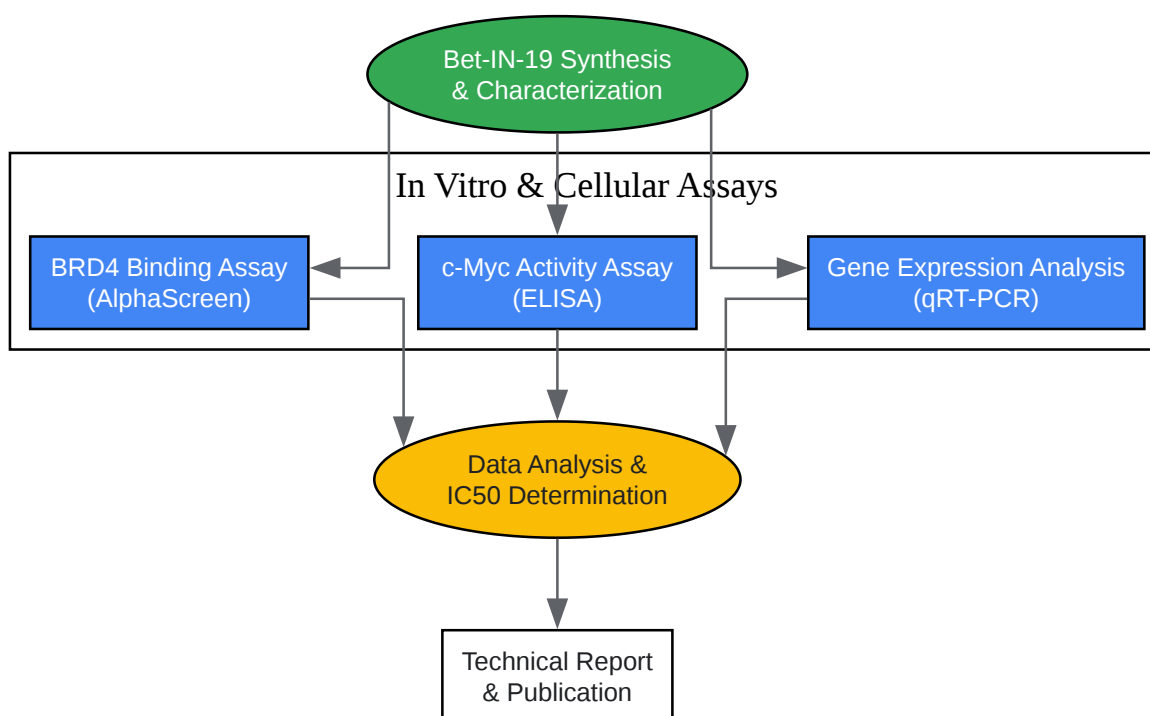 Bet-IN-19 Synthesis
& Characterization
In Vitro & Cellular Assays
BRD4 Binding Assay
(AlphaScreen)
c-Myc Activity Assay
(ELISA)
Gene Expression Analysis
(qRT-PCR)
Data Analysis &
IC50 Determination
Technical Report
& Publication